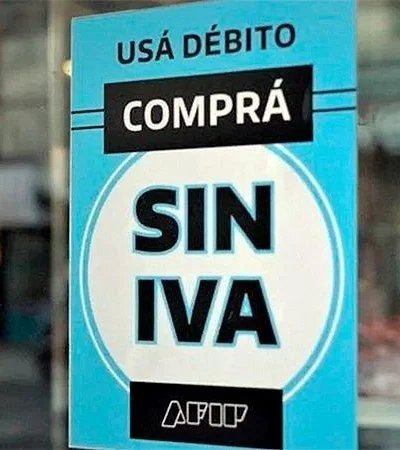 USÁ DÉBITO
COMPRÁ
SIN
IVA
AFIP